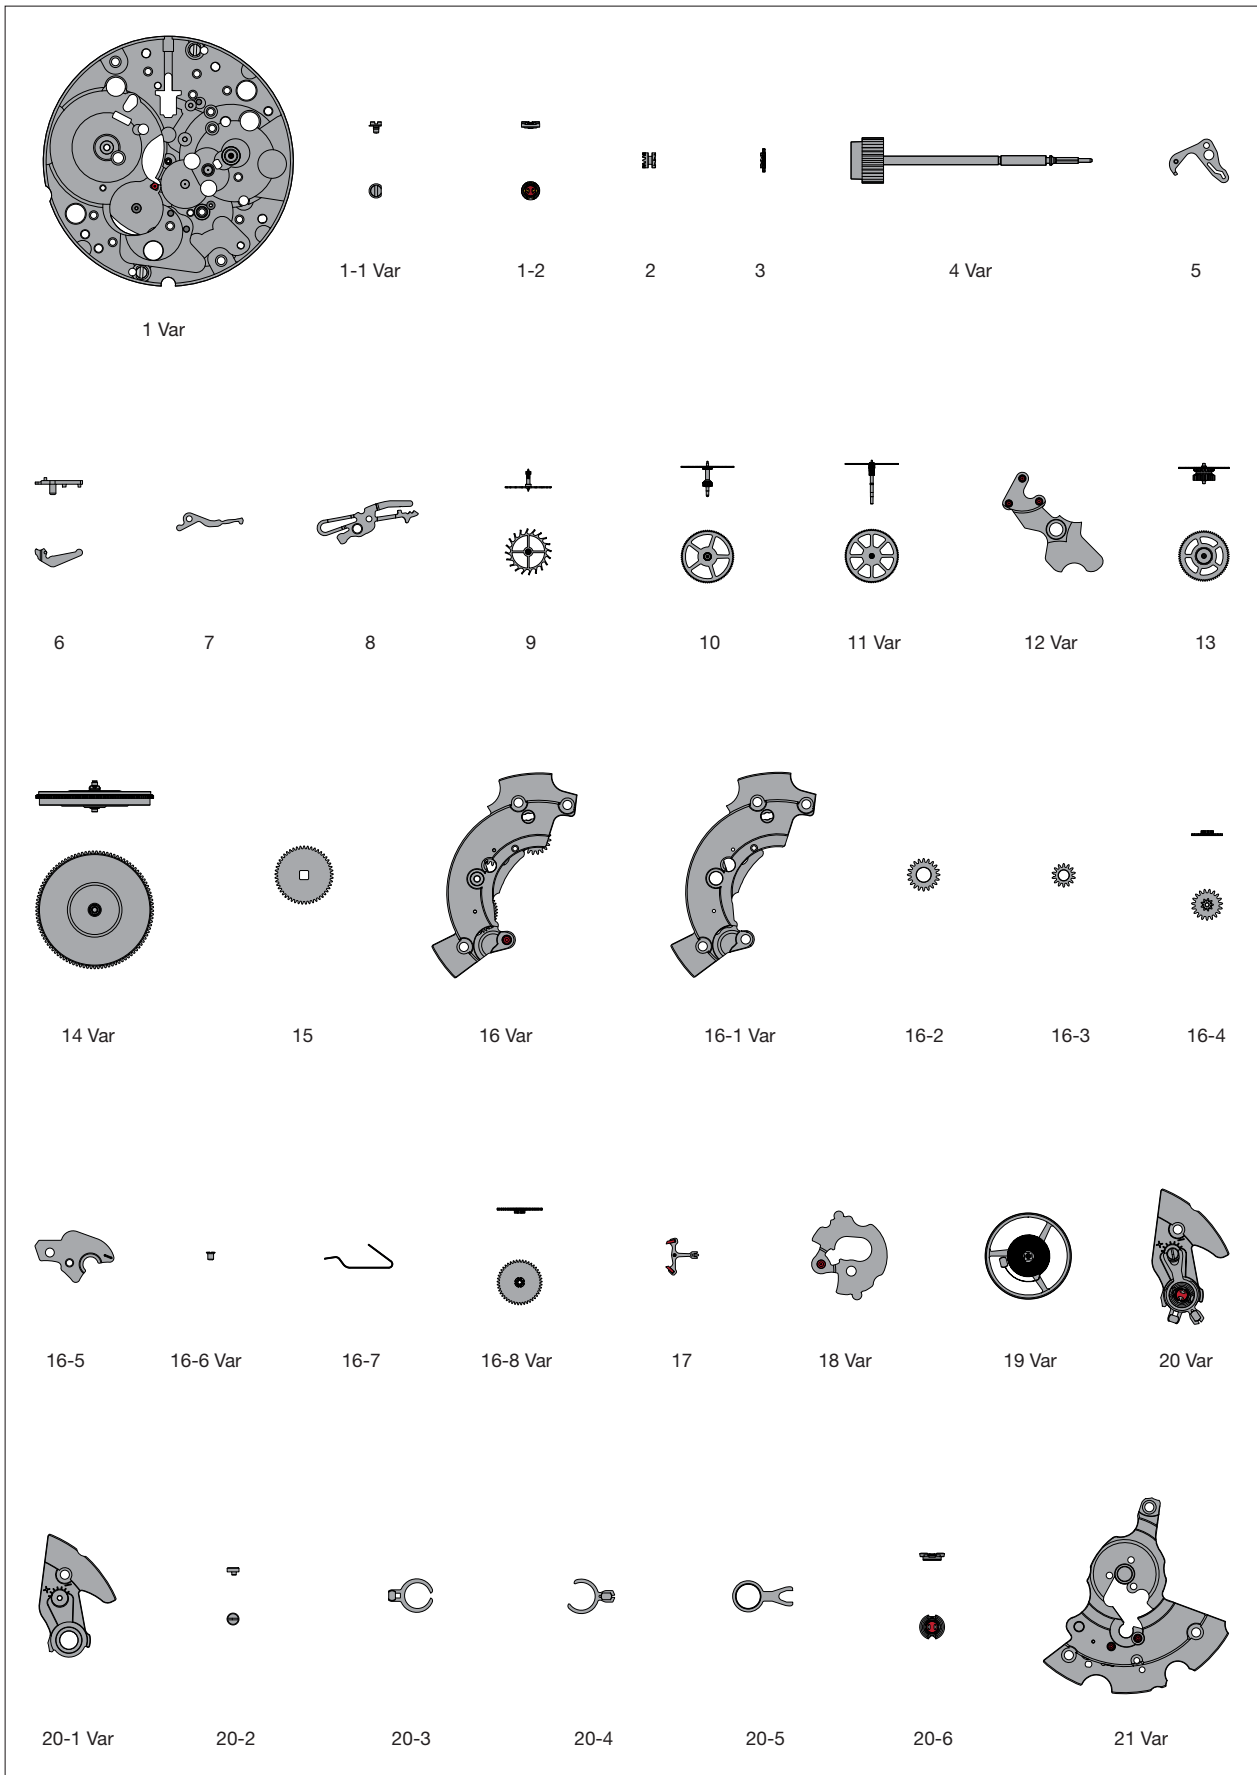 1-1 Var 1-2 2 3 4 Var 5
1 Var
6 7 8 9 10 11 Var 12 Var 13
14 Var 15 16 Var 16-1 Var 16-2 16-3 16-4
16-5 16-6 Var 16-7 16-8 Var 17 18 Var 19 Var 20 Var
20-1 Var 20-2 20-3 20-4 20-5 20-6 21 Var